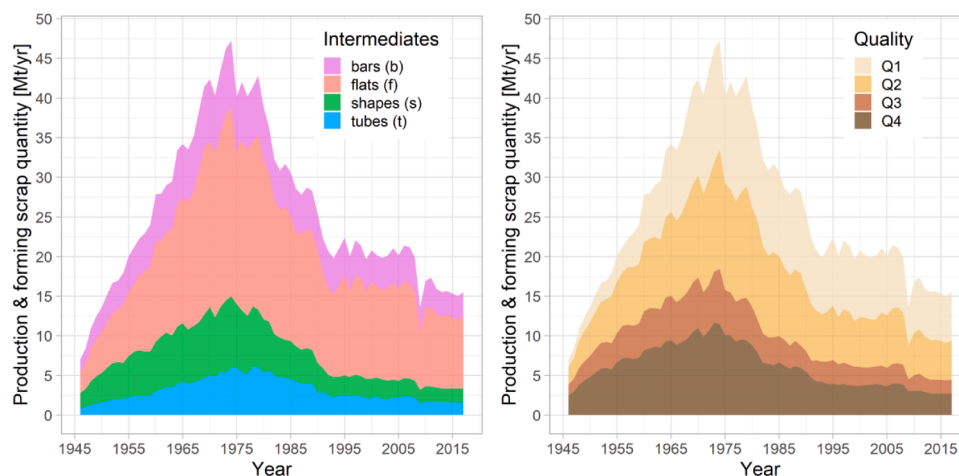 Production & forming scrap quantity [Mt/yr]
50
45
40
35
30
25
20
15
10
5
0
Intermediates
bars (b)
flats (f)
shapes (s)
tubes (t)
1945 1955 1965 1975 1985 1995 2005 2015
Year
Production & forming scrap quantity [Mt/yr]
50
45
40
35
30
25
20
15
10
5
0
Quality
Q1
Q2
Q3
Q4
1945 1955 1965 1975 1985 1995 2005 2015
Year